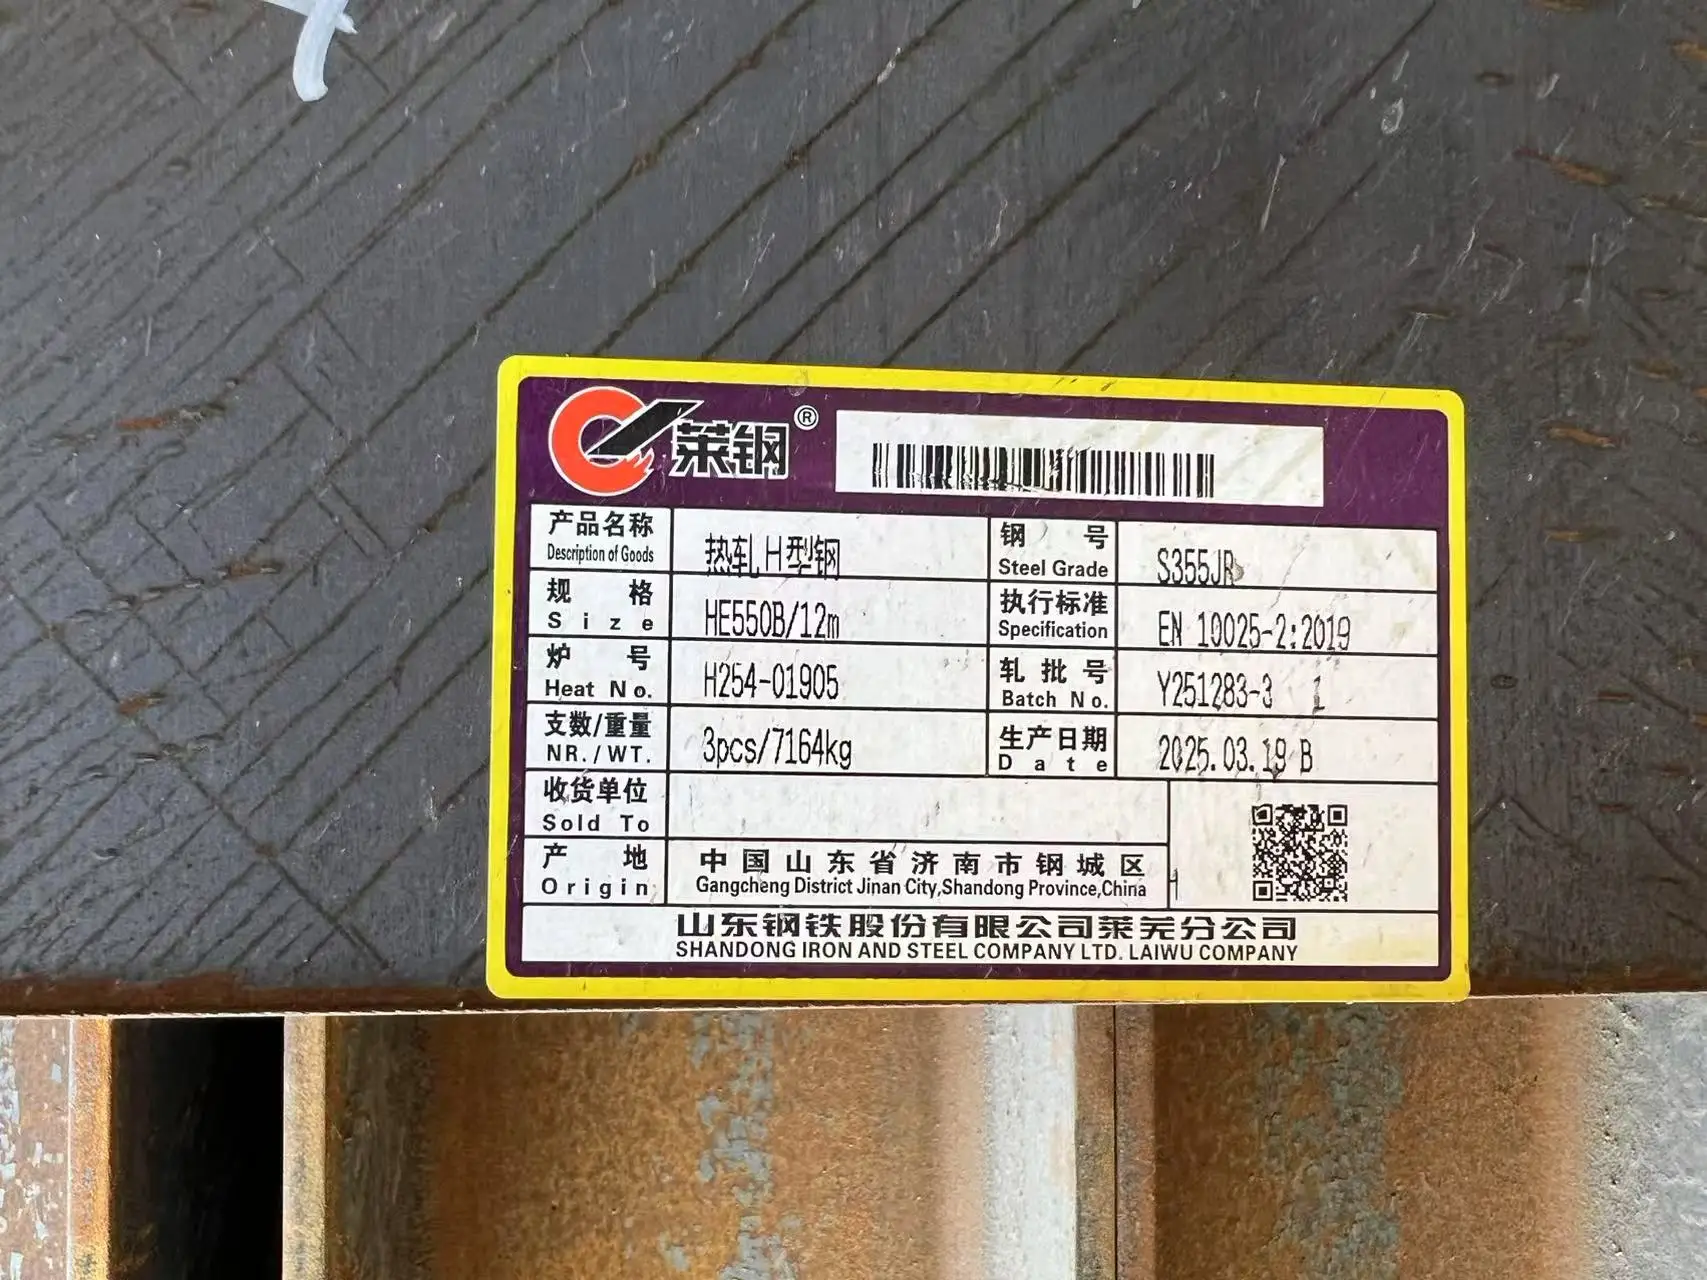 莱钢®
产品名称 热轧H型钢 钢号 S355JR
Description of Goods Steel Grade
规格 HE550B/12m 执行标准 EN 10025-2:2019
Size Specification
炉号 H254-01905 轧批号 Y251283-3 1
Heat No. Batch No.
支数/重量 3pcs/7164kg 生产日期 2025.03.19 B
NR./WT. Date
收货单位
Sold To
产地 中国山东省济南市钢城区
Origin Gangcheng District Jinan City,Shandong Province,China
山东钢铁股份有限公司莱芜分公司
SHANDONG IRON AND STEEL COMPANY LTD. LAIWU COMPANY